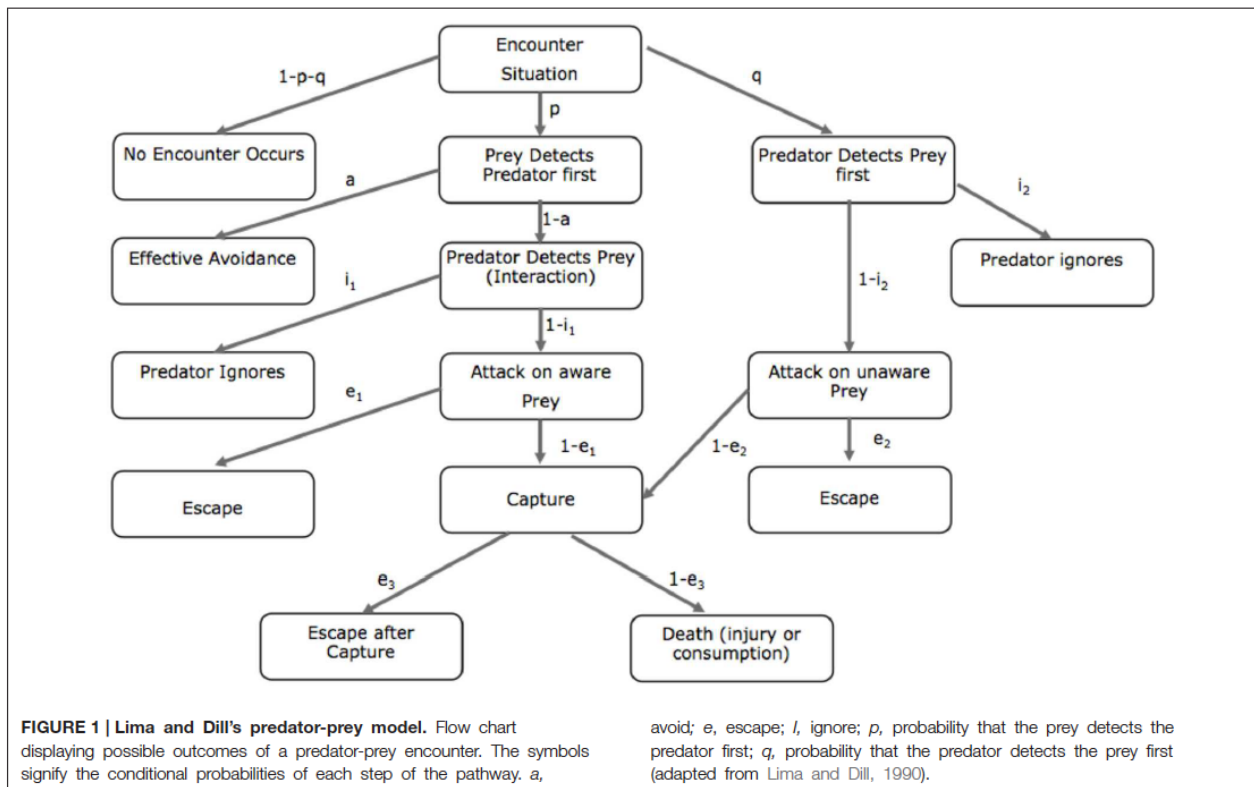 Encounter
Situation
1-p-q
q
p
No Encounter Occurs
Prey Detects
Predator first
Predator Detects Prey
first
a
i₂
1-a
Effective Avoidance
Predator Detects Prey
(Interaction)
Predator ignores
i₁
1-i₂
1-i₁
Predator Ignores
Attack on aware
Prey
Attack on unaware
Prey
e₁
1-e₁
1-e₂
e₂
Escape
Capture
Escape
e₃
1-e₃
Escape after
Capture
Death (injury or
consumption)
FIGURE 1 | Lima and Dill's predator-prey model. Flow chart
displaying possible outcomes of a predator-prey encounter. The symbols
signify the conditional probabilities of each step of the pathway. a,
avoid; e, escape; I, ignore; p, probability that the prey detects the
predator first; q, probability that the predator detects the prey first
(adapted from Lima and Dill, 1990).